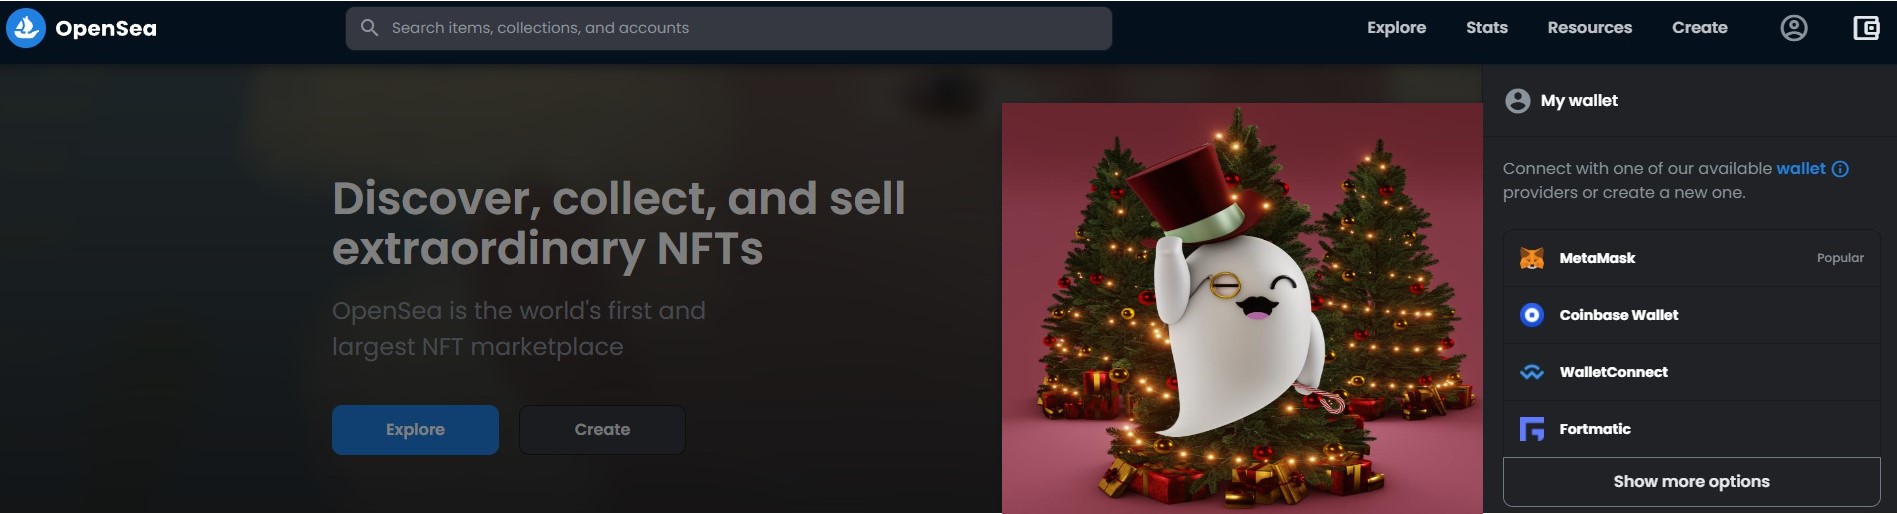 OpenSea
Search items, collections, and accounts
Explore
Stats
Resources
Create
My wallet
Connect with one of our available wallet
providers or create a new one.
MetaMask
Popular
Coinbase Wallet
WalletConnect
Fortmatic
Show more options
Discover, collect, and sell
extraordinary NFTs
OpenSea is the world's first and
largest NFT marketplace
Explore
Create